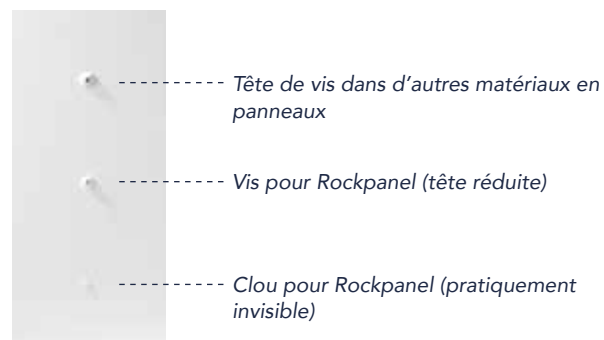 Tête de vis dans d’autres matériaux en
panneaux
Vis pour Rockpanel (tête réduite)
Clou pour Rockpanel (pratiquement
invisible)